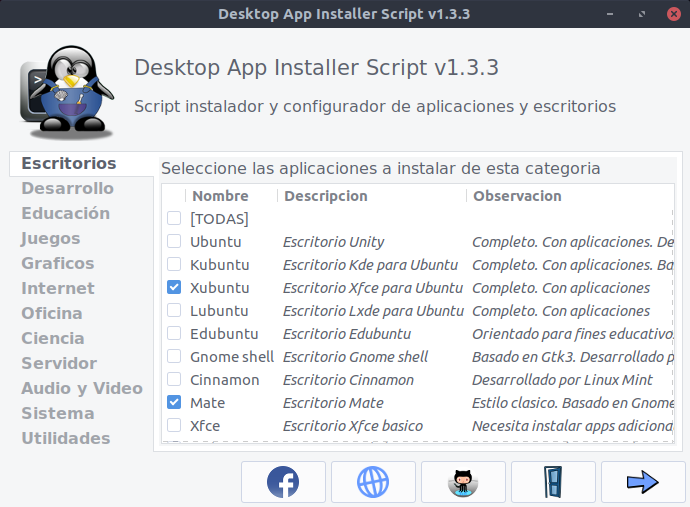 Desktop App Installer Script v1.3.3
Desktop App Installer Script v1.3.3
Script instalador y configurador de aplicaciones y escritorios
Escritorios
Desarrollo
Educación
Juegos
Graficos
Internet
Oficina
Ciencia
Servidor
Audio y Video
Sistema
Utilidades
Seleccione las aplicaciones a instalar de esta categoria
Nombre Descripcion Observacion
[TODAS]
Ubuntu Escritorio Unity Completo. Con aplicaciones. De
Kubuntu Escritorio Kde para Ubuntu Completo. Con aplicaciones. Ba
Xubuntu Escritorio Xfce para Ubuntu Completo. Con aplicaciones
Lubuntu Escritorio Lxde para Ubuntu Completo. Con aplicaciones
Edubuntu Escritorio Edubuntu Orientado para fines educativo
Gnome shell Escritorio Gnome shell Basado en Gtk3. Desarrollado p
Cinnamon Escritorio Cinnamon Desarrollado por Linux Mint
Mate Escritorio Mate Estilo clasico. Basado en Gnome
Xfce Escritorio Xfce basico Necesita instalar apps adiciona